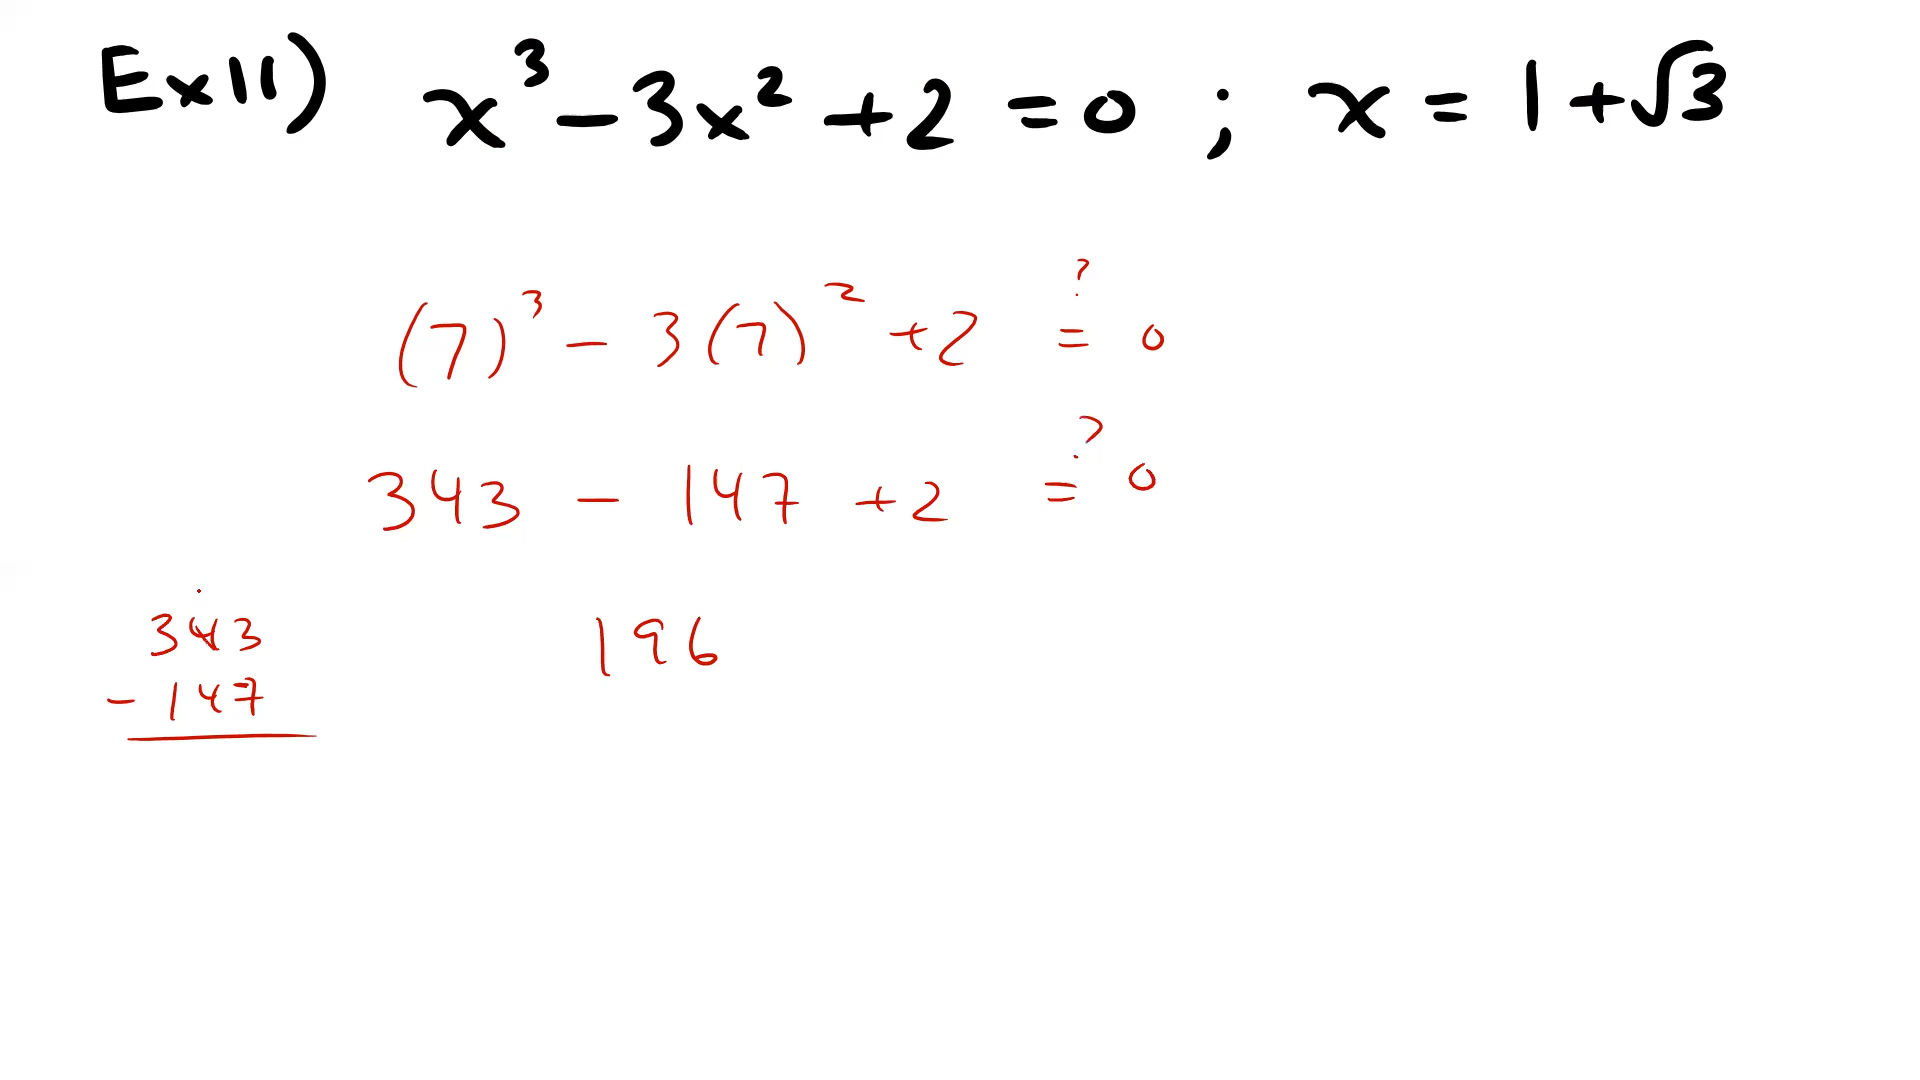 Ex11) x³ - 3x² + 2 = 0 ; x = 1 + √3
(7)³ - 3(7)² + 2 ?= 0
343 - 147 + 2 ?= 0
196
343
- 147